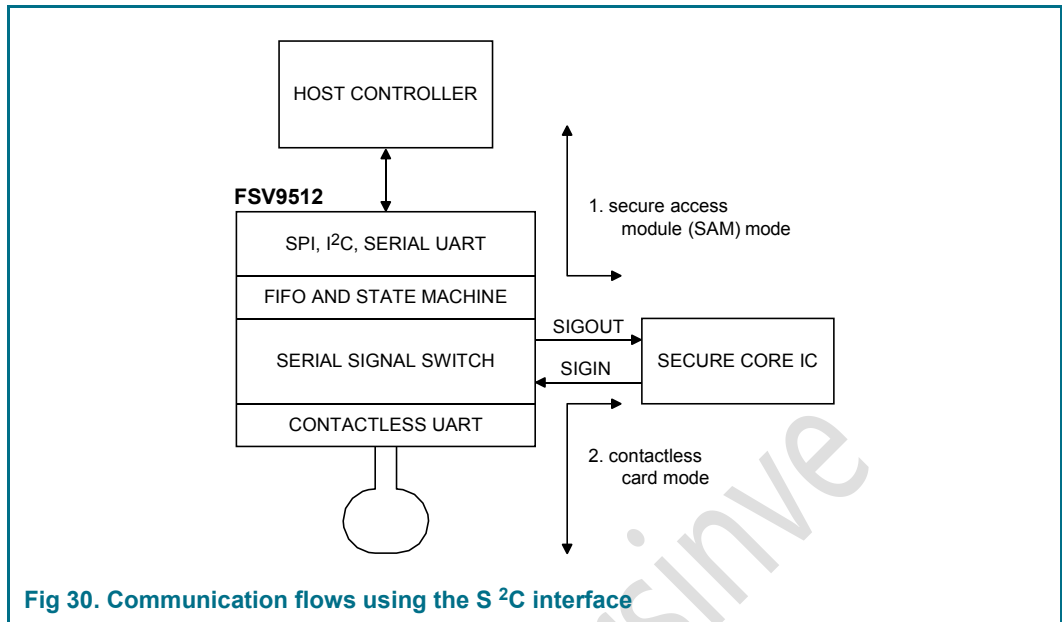 HOST CONTROLLER
FSV9512
SPI, I²C, SERIAL UART
FIFO AND STATE MACHINE
SERIAL SIGNAL SWITCH
CONTACTLESS UART
SIGOUT
SIGIN
SECURE CORE IC
1. secure access
module (SAM) mode
2. contactless
card mode
Fig 30. Communication flows using the S ²C interface